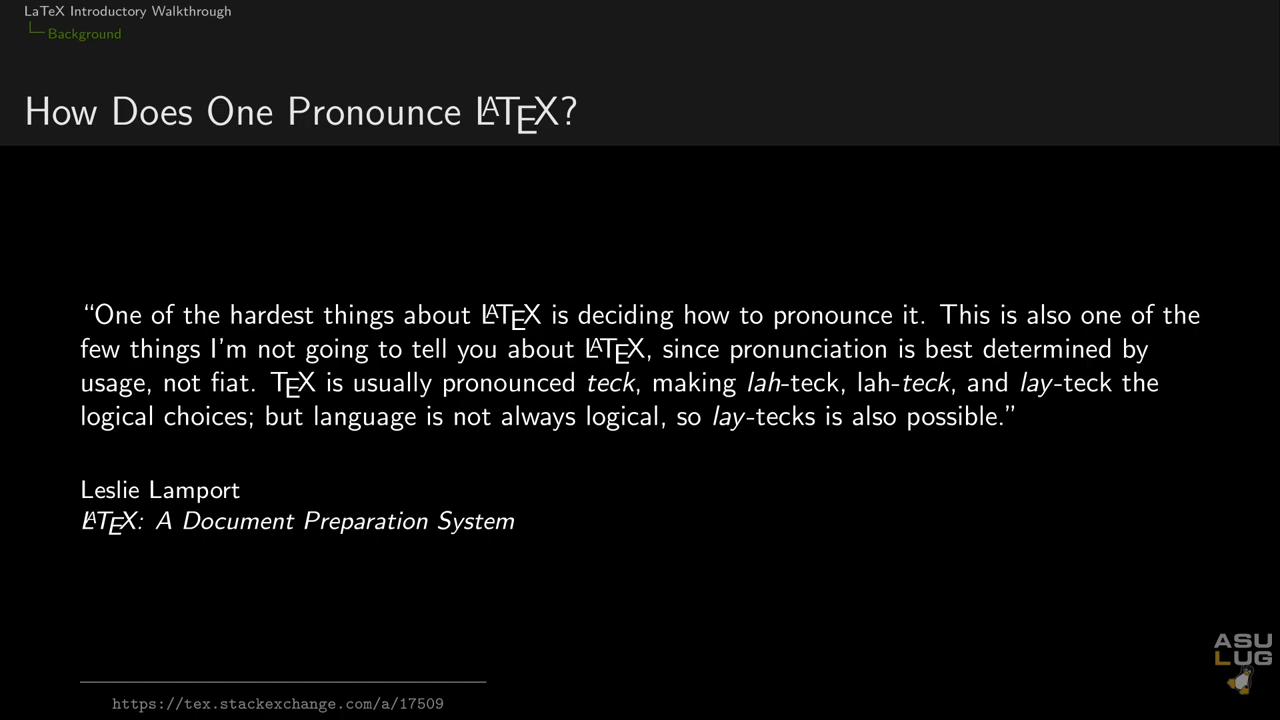 LaTeX Introductory Walkthrough
Background
How Does One Pronounce LATEX?
“One of the hardest things about LATEX is deciding how to pronounce it. This is also one of the
few things I'm not going to tell you about LATEX, since pronunciation is best determined by
usage, not fiat. TEX is usually pronounced teck, making lah-teck, lah-teck, and lay-teck the
logical choices; but language is not always logical, so lay-tecks is also possible.”
Leslie Lamport
LATEX: A Document Preparation System
https://tex.stackexchange.com/a/17509
ASU
LUG